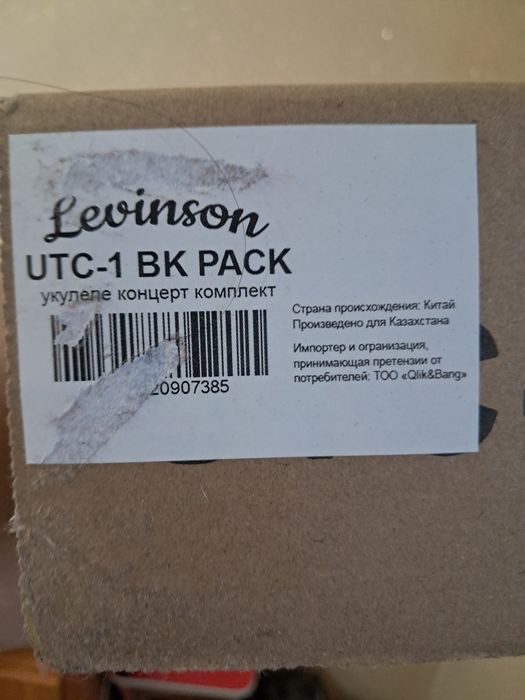 Levinson
UTC-1 BK PACK
укулеле концерт комплект
20907385
Страна происхождения: Китай
Произведено для Казахстана
Импортер и огранизация,
принимающая претензии от
потребителей: ТОО «Qlik&Bang»